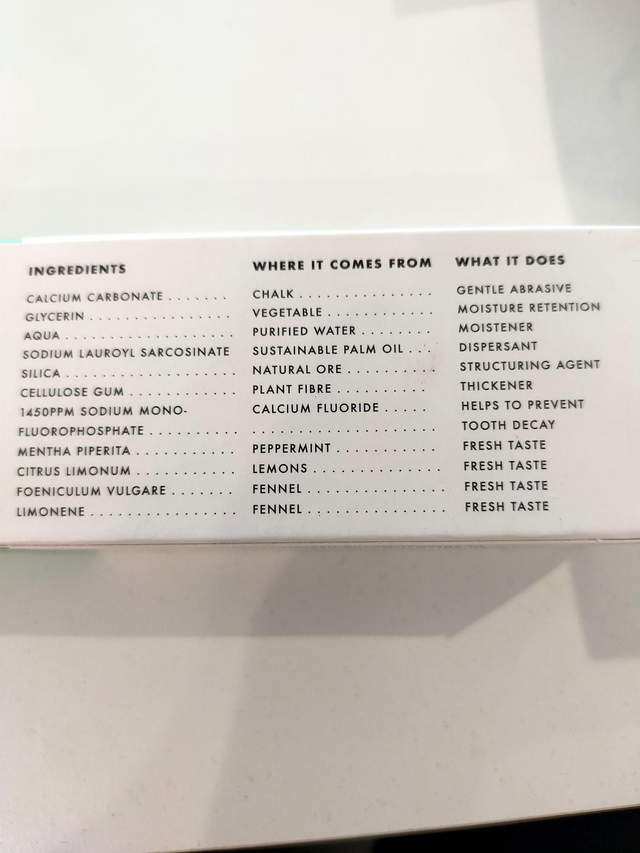 INGREDIENTS WHERE IT COMES FROM WHAT IT DOES
CALCIUM CARBONATE . . . . . . . CHALK . . . . . . . . . . . . . . GENTLE ABRASIVE
GLYCERIN . . . . . . . . . . . . . . . . VEGETABLE . . . . . . . . . . . MOISTURE RETENTION
AQUA . . . . . . . . . . . . . . . . . . . PURIFIED WATER . . . . . . . . MOISTENER
SODIUM LAUROYL SARCOSINATE SUSTAINABLE PALM OIL . . . DISPERSANT
SILICA . . . . . . . . . . . . . . . . . . . NATURAL ORE . . . . . . . . . . STRUCTURING AGENT
CELLULOSE GUM . . . . . . . . . . . . PLANT FIBRE . . . . . . . . . . . THICKENER
1450PPM SODIUM MONO- CALCIUM FLUORIDE . . . . . HELPS TO PREVENT
FLUOROPHOSPHATE . . . . . . . . . . . . . . . . . . . . . . . . . . . . TOOTH DECAY
MENTHA PIPERITA . . . . . . . . . . . PEPPERMINT . . . . . . . . . . . FRESH TASTE
CITRUS LIMONUM . . . . . . . . . . . LEMONS . . . . . . . . . . . . . . FRESH TASTE
FOENICULUM VULGARE . . . . . . . FENNEL . . . . . . . . . . . . . . . FRESH TASTE
LIMONENE . . . . . . . . . . . . . . . . FENNEL . . . . . . . . . . . . . . . FRESH TASTE